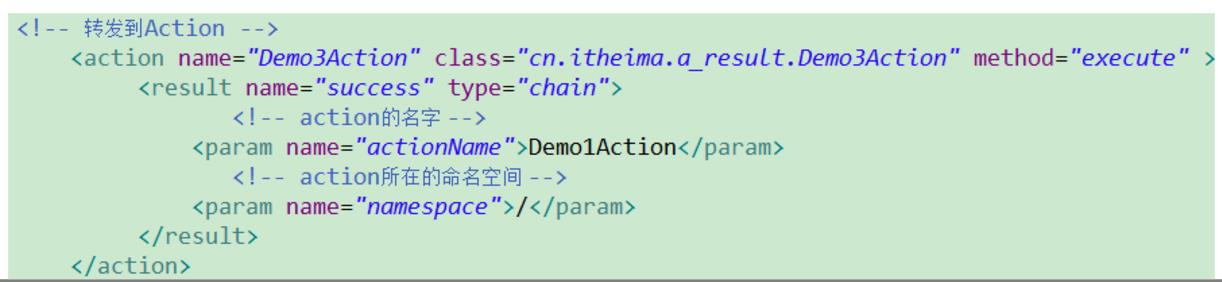 <!-- 转发到Action -->
<action name="Demo3Action" class="cn.itheima.a_result.Demo3Action" method="execute" >
<result name="success" type="chain">
<!-- action的名字 -->
<param name="actionName">Demo1Action</param>
<!-- action所在的命名空间 -->
<param name="namespace">/</param>
</result>
</action>